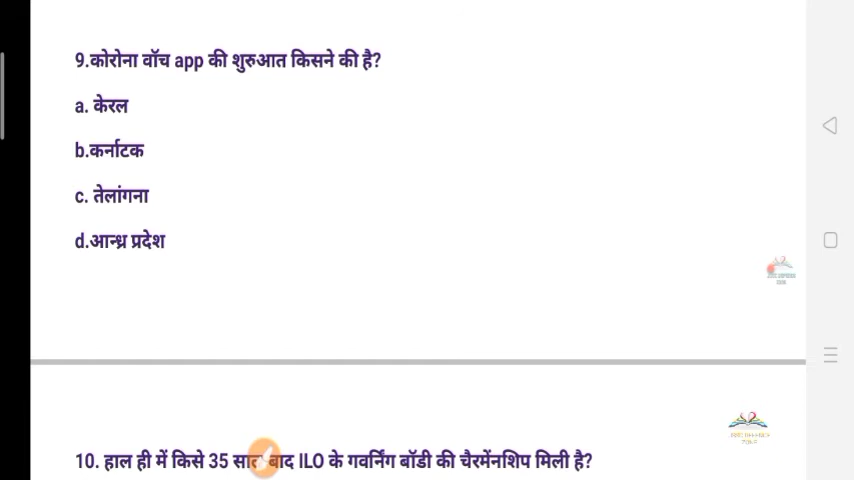 9.कोरोना वॉच app की शुरुआत किसने की है?
a. केरल
b.कर्नाटक
c. तेलांगना
d.आन्ध्र प्रदेश
10. हाल ही में किसे 35 बाद ILO के गवर्निंग बॉडी की चैरमेंनशिप मिली है?